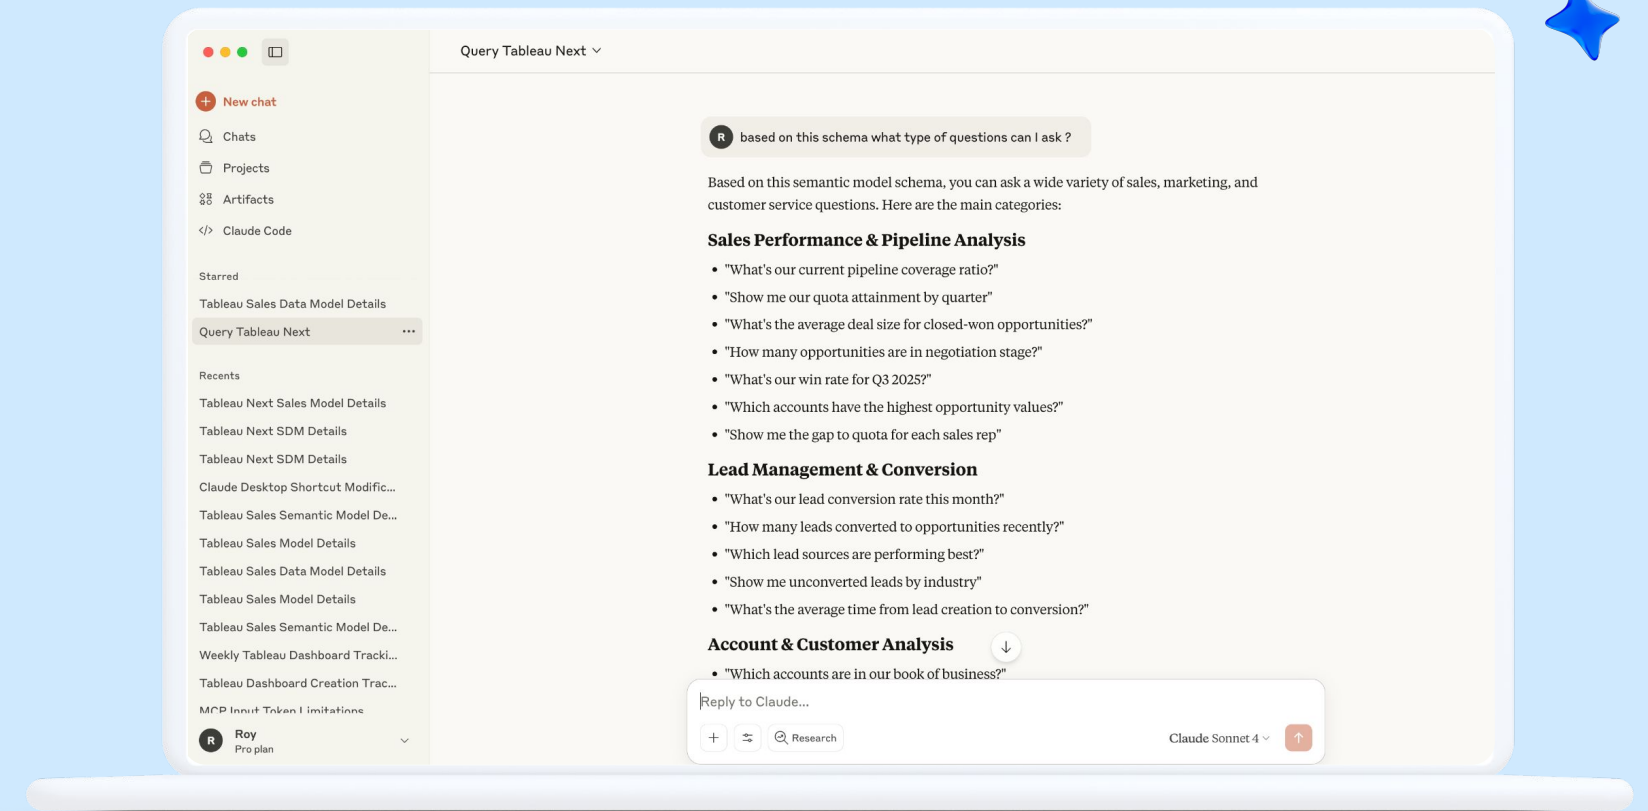 Query Tableau Next
New chat
Chats
Projects
Artifacts
Claude Code
Starred
Tableau Sales Data Model Details
Query Tableau Next
Recents
Tableau Next Sales Model Details
Tableau Next SDM Details
Tableau Next SDM Details
Claude Desktop Shortcut Modific...
Tableau Sales Semantic Model De...
Tableau Sales Model Details
Tableau Sales Data Model Details
Tableau Sales Model Details
Tableau Sales Semantic Model De...
Weekly Tableau Dashboard Tracki...
Tableau Dashboard Creation Trac...
MCP Input Token Limitations
R
Roy
Pro plan
R based on this schema what type of questions can I ask ?
Based on this semantic model schema, you can ask a wide variety of sales, marketing, and
customer service questions. Here are the main categories:
Sales Performance & Pipeline Analysis
• "What's our current pipeline coverage ratio?"
• "Show me our quota attainment by quarter"
• "What's the average deal size for closed-won opportunities?"
• "How many opportunities are in negotiation stage?"
• "What's our win rate for Q3 2025?"
• "Which accounts have the highest opportunity values?"
• "Show me the gap to quota for each sales rep"
Lead Management & Conversion
• "What's our lead conversion rate this month?"
• "How many leads converted to opportunities recently?"
• "Which lead sources are performing best?"
• "Show me unconverted leads by industry"
• "What's the average time from lead creation to conversion?"
Account & Customer Analysis
• "Which accounts are in our book of business?"
Reply to Claude...
Research
Claude Sonnet 4